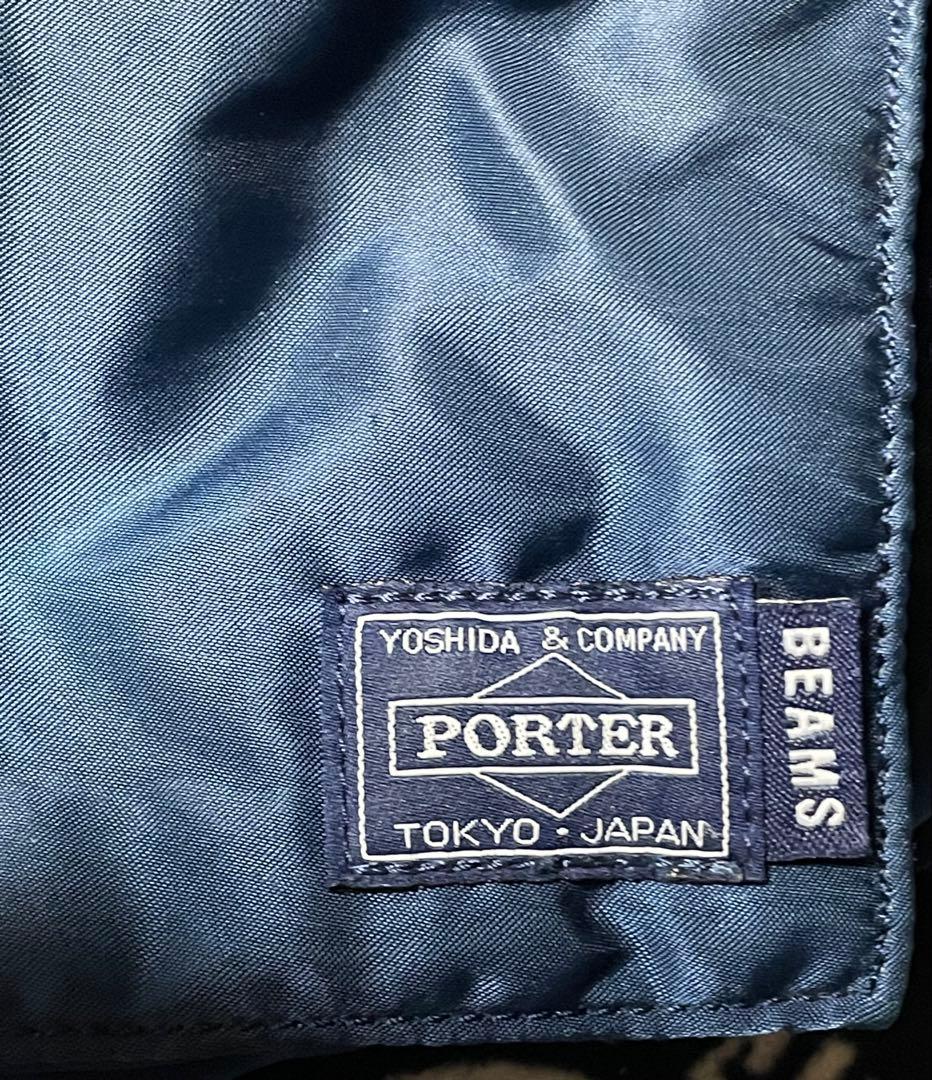 YOSHIDA & COMPANY
PORTER
TOKYO・JAPAN
BEAMS